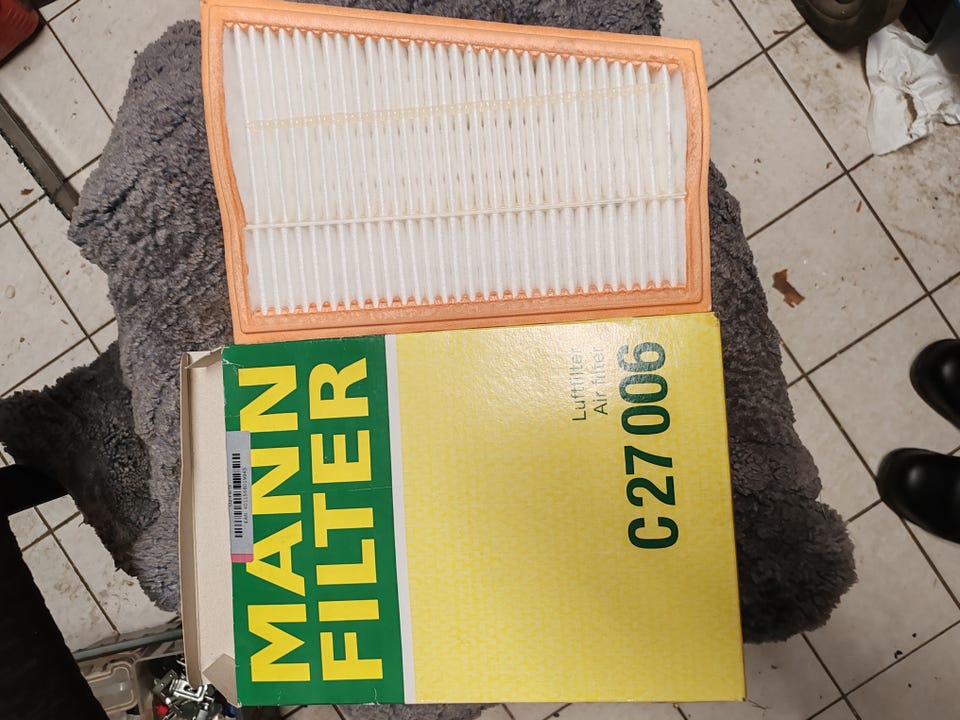 MANN
FILTER
Luftfilter
Air filter
C 27 006